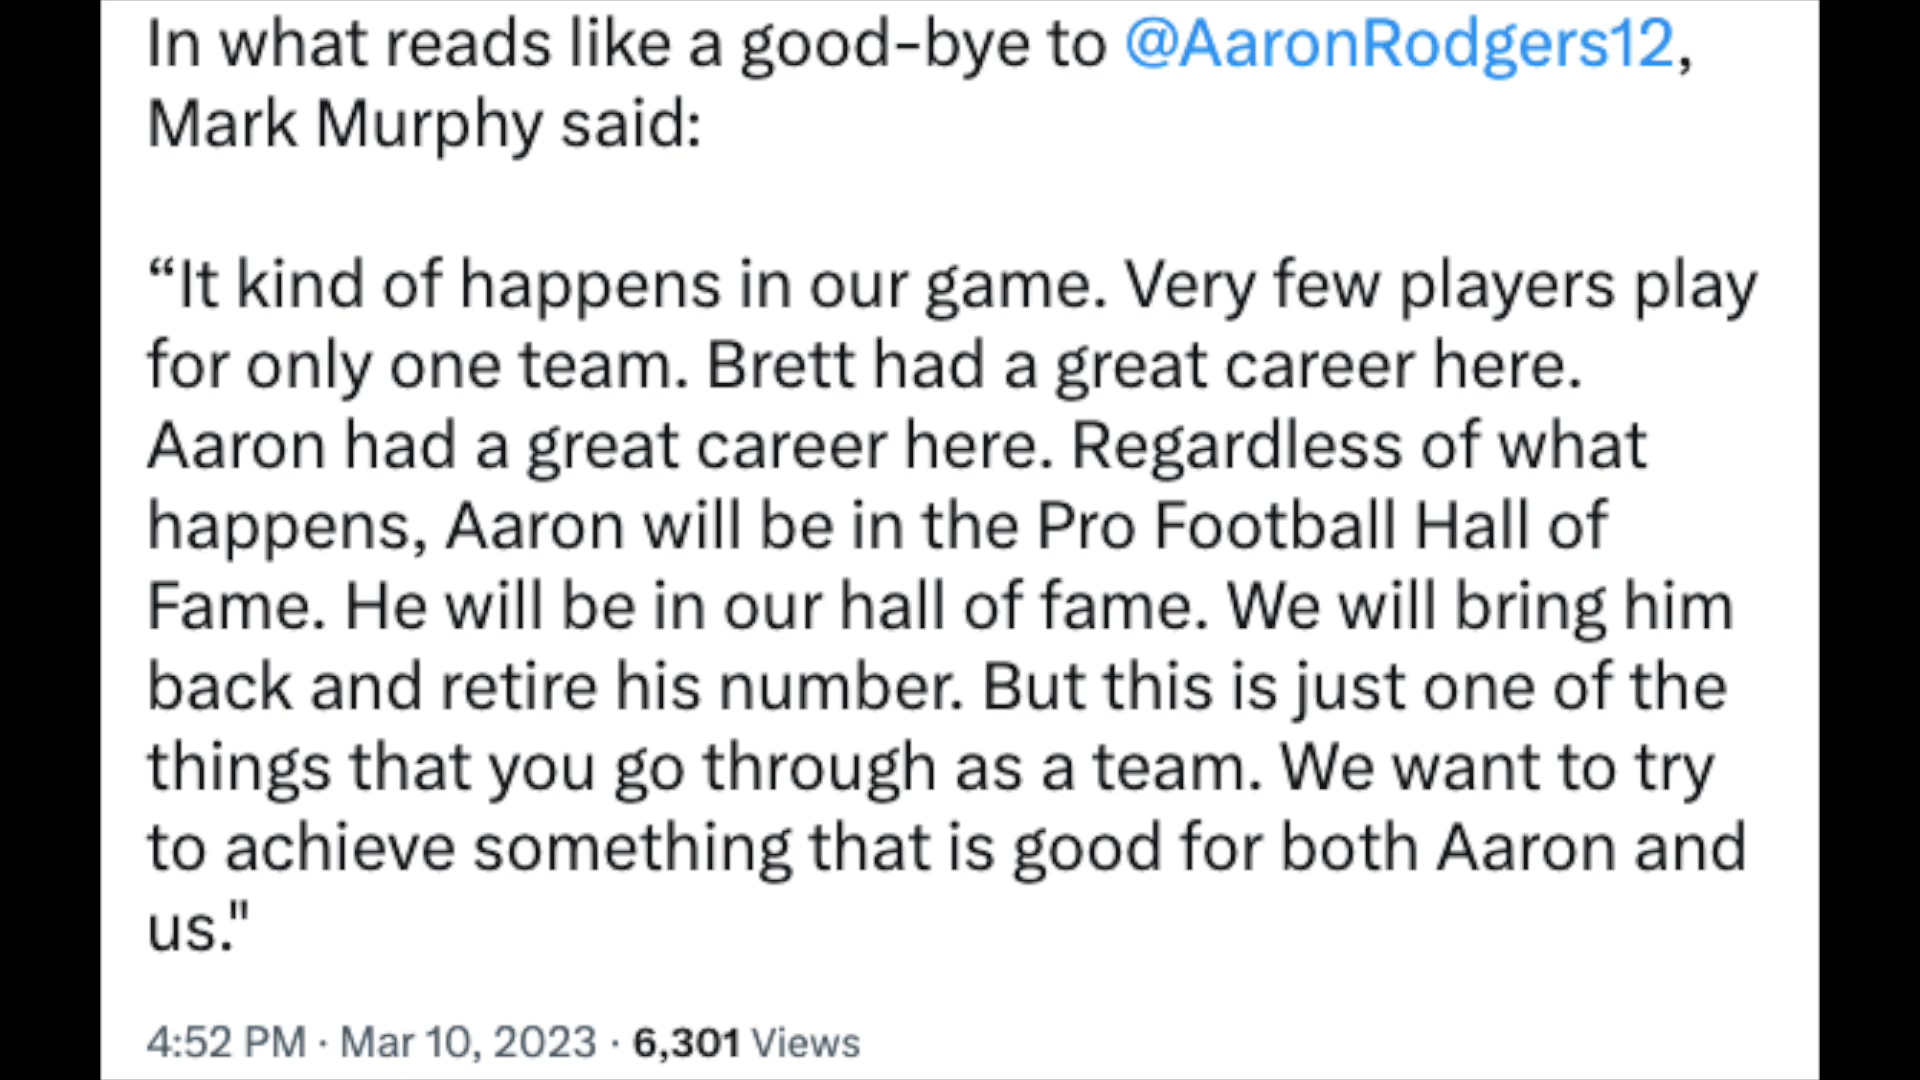 In what reads like a good-bye to @AaronRodgers12,
Mark Murphy said:
“It kind of happens in our game. Very few players play
for only one team. Brett had a great career here.
Aaron had a great career here. Regardless of what
happens, Aaron will be in the Pro Football Hall of
Fame. He will be in our hall of fame. We will bring him
back and retire his number. But this is just one of the
things that you go through as a team. We want to try
to achieve something that is good for both Aaron and
us."
4:52 PM · Mar 10, 2023 · 6,301 Views